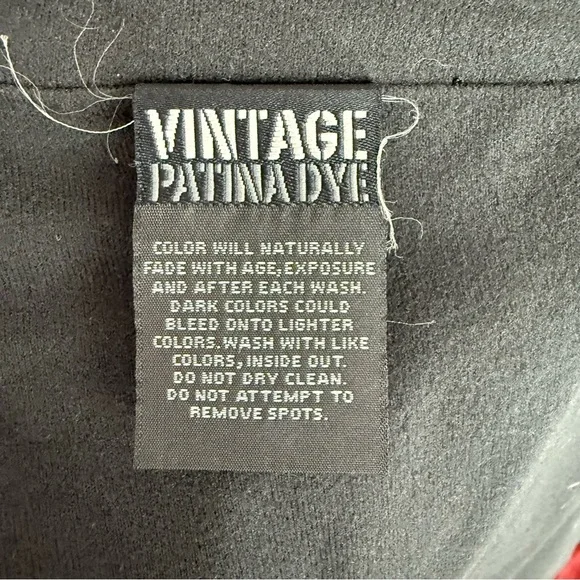 VINTAGE
PATINA DYE
COLOR WILL NATURALLY
FADE WITH AGE, EXPOSURE
AND AFTER EACH WASH.
DARK COLORS COULD
BLEED ONTO LIGHTER
COLORS. WASH WITH LIKE
COLORS, INSIDE OUT.
DO NOT DRY CLEAN.
DO NOT ATTEMPT TO
REMOVE SPOTS.